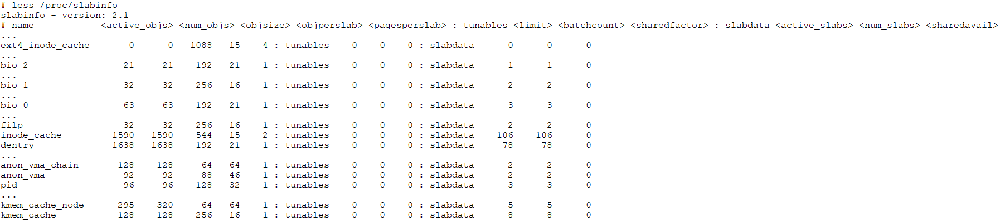 # less /proc/slabinfo
slabinfo - version: 2.1
# name            <active_objs> <num_objs> <objsize> <objperslab> <pagesperslab> : tunables <limit> <batchcount> <sharedfactor> : slabdata <active_slabs> <num_slabs> <sharedavail>
...
ext4_inode_cache       0      0   1088   15    4 : tunables    0    0    0 : slabdata      0      0      0
...
bio-2                 21     21    192   21    1 : tunables    0    0    0 : slabdata      1      1      0
...
bio-1                 32     32    256   16    1 : tunables    0    0    0 : slabdata      2      2      0
...
bio-0                 63     63    192   21    1 : tunables    0    0    0 : slabdata      3      3      0
...
filp                  32     32    256   16    1 : tunables    0    0    0 : slabdata      2      2      0
inode_cache         1590   1590    544   15    2 : tunables    0    0    0 : slabdata    106    106      0
dentry              1638   1638    192   21    1 : tunables    0    0    0 : slabdata     78     78      0
...
anon_vma_chain       128    128     64   64    1 : tunables    0    0    0 : slabdata      2      2      0
anon_vma              92     92     88   46    1 : tunables    0    0    0 : slabdata      2      2      0
pid                   96     96    128   32    1 : tunables    0    0    0 : slabdata      3      3      0
...
kmem_cache_node      295    320     64   64    1 : tunables    0    0    0 : slabdata      5      5      0
kmem_cache           128    128    256   16    1 : tunables    0    0    0 : slabdata      8      8      0